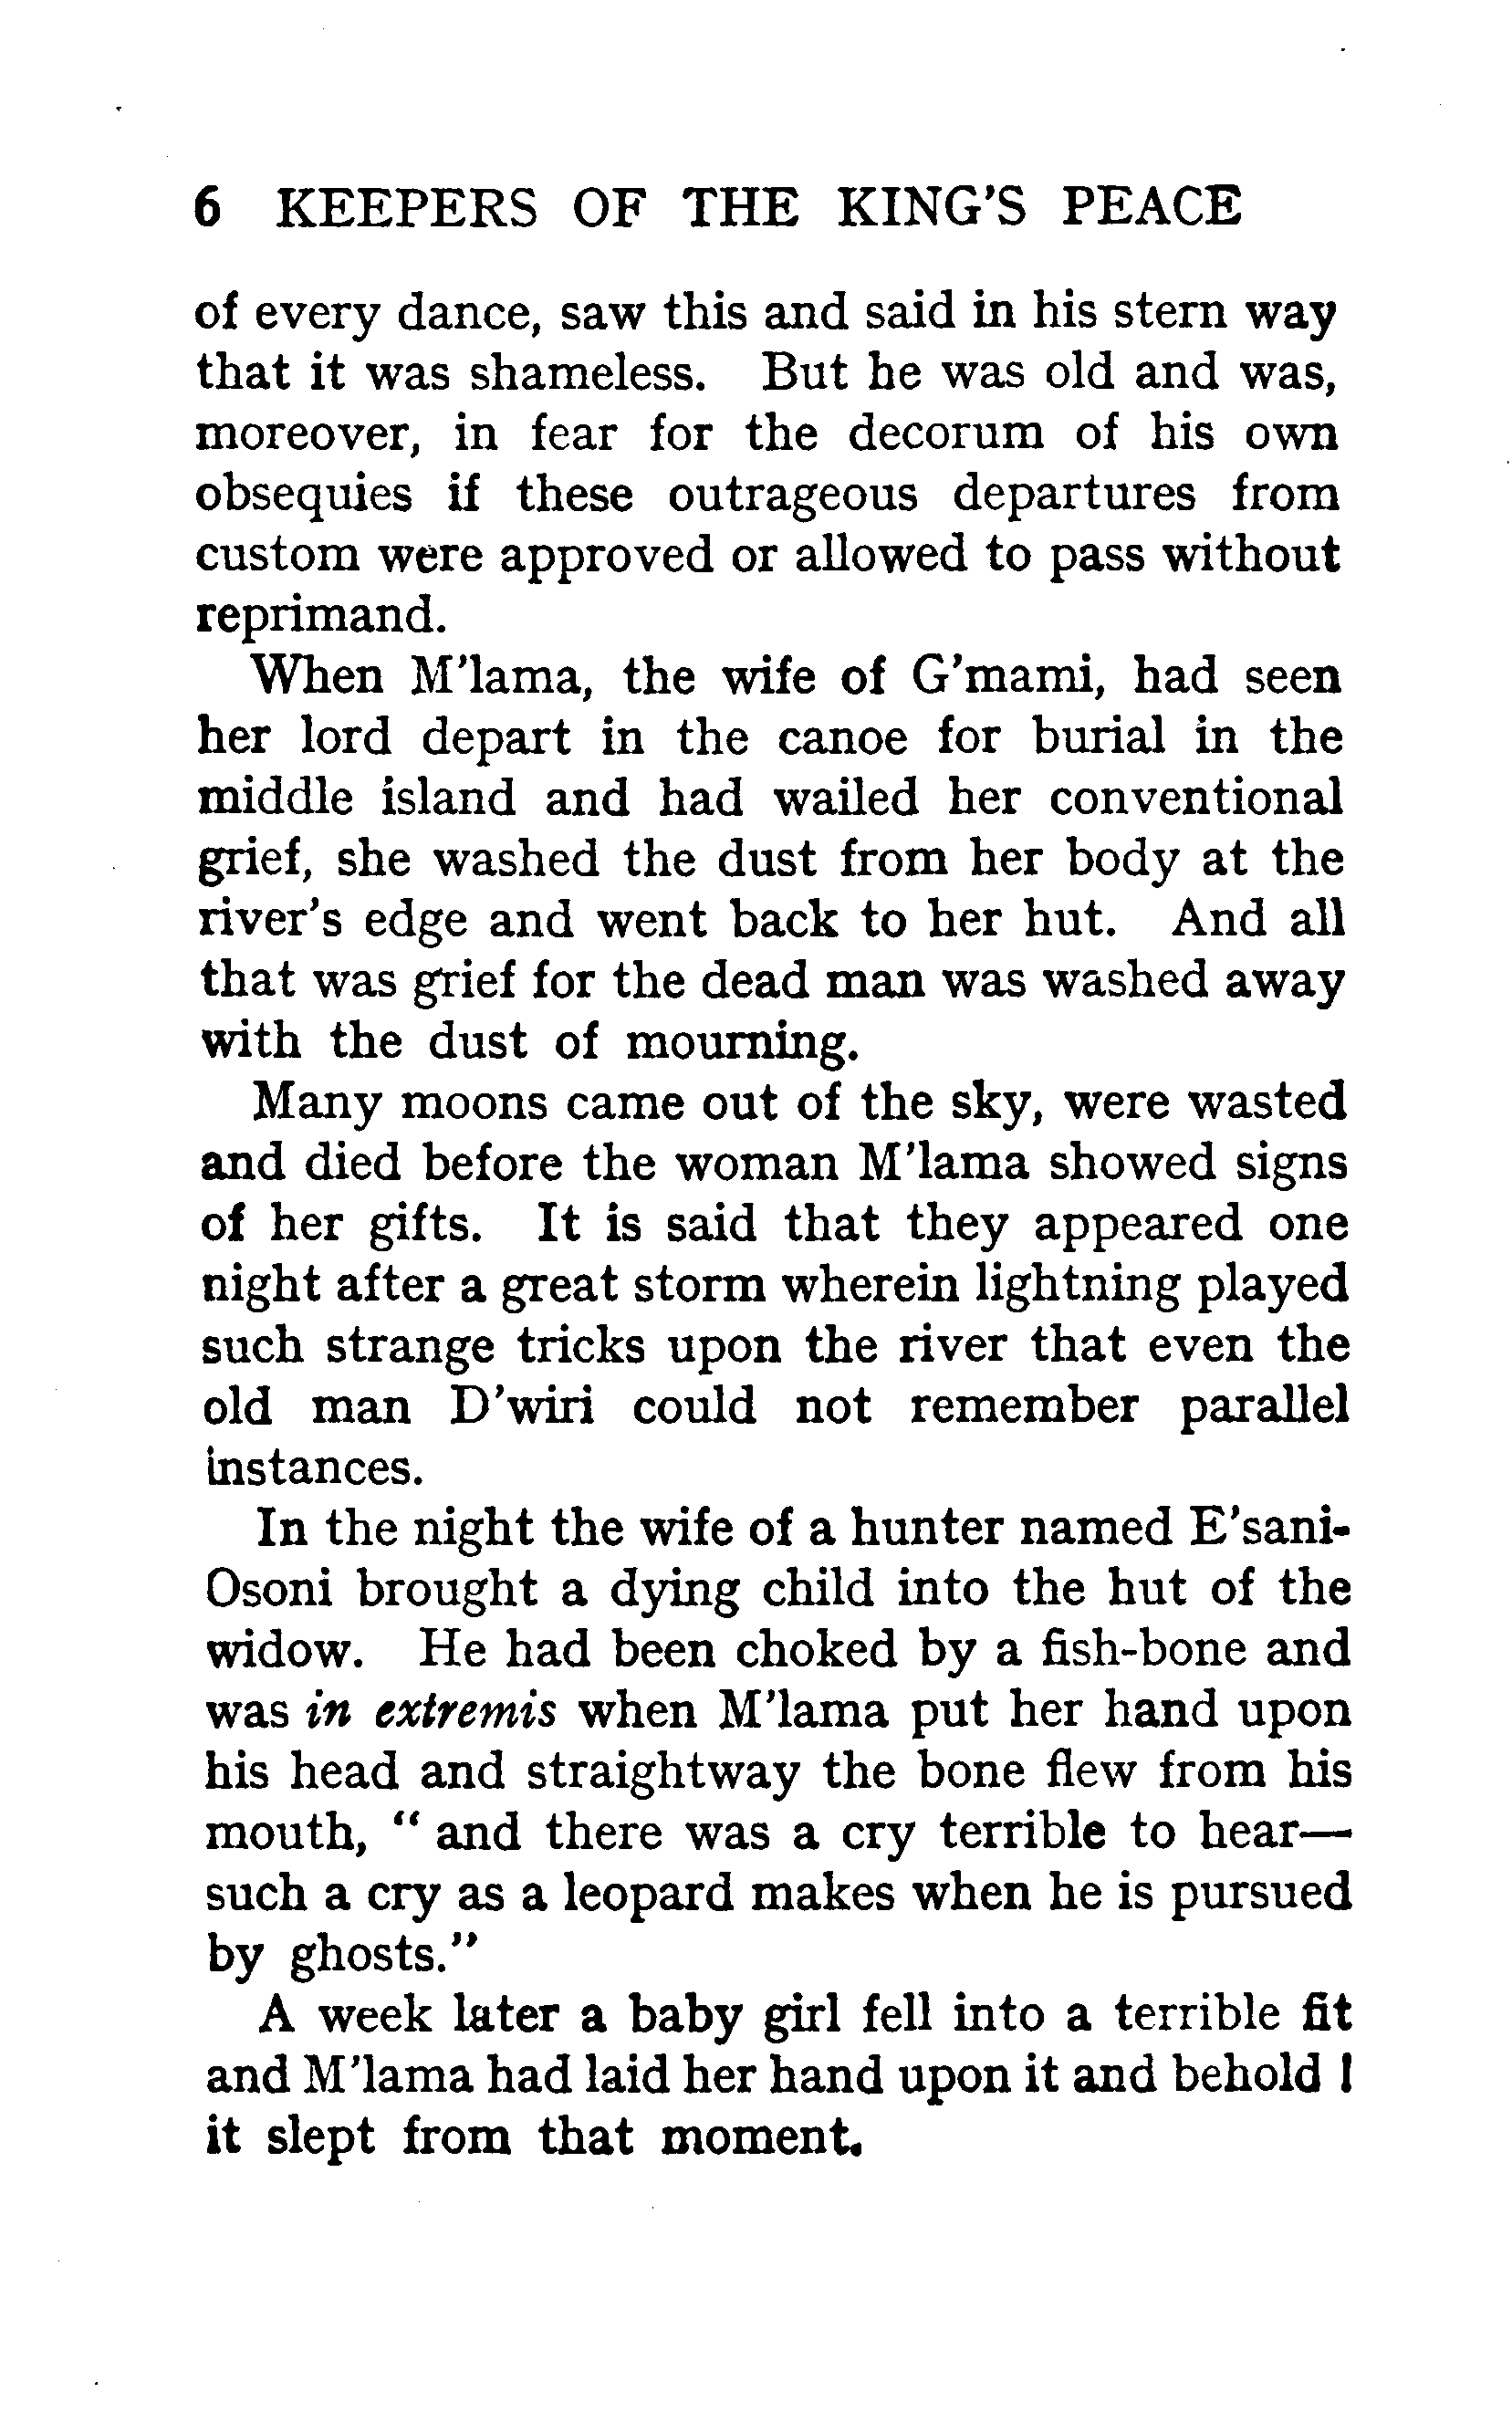 6 KEEPERS OF THE KING'S PEACE
of every dance, saw this and said in his stern way
that it was shameless. But he was old and was,
moreover, in fear for the decorum of his own
obsequies if these outrageous departures from
custom were approved or allowed to pass without
reprimand.
When M'lama, the wife of G'mami, had seen
her lord depart in the canoe for burial in the
middle island and had wailed her conventional
grief, she washed the dust from her body at the
river's edge and went back to her hut. And all
that was grief for the dead man was washed away
with the dust of mourning.
Many moons came out of the sky, were wasted
and died before the woman M'lama showed signs
of her gifts. It is said that they appeared one
night after a great storm wherein lightning played
such strange tricks upon the river that even the
old man D'wiri could not remember parallel
instances.
In the night the wife of a hunter named E'sani-
Osoni brought a dying child into the hut of the
widow. He had been choked by a fish-bone and
was in extremis when M'lama put her hand upon
his head and straightway the bone flew from his
mouth, "and there was a cry terrible to hear—
such a cry as a leopard makes when he is pursued
by ghosts."
A week later a baby girl fell into a terrible fit
and M'lama had laid her hand upon it and behold !
it slept from that moment.